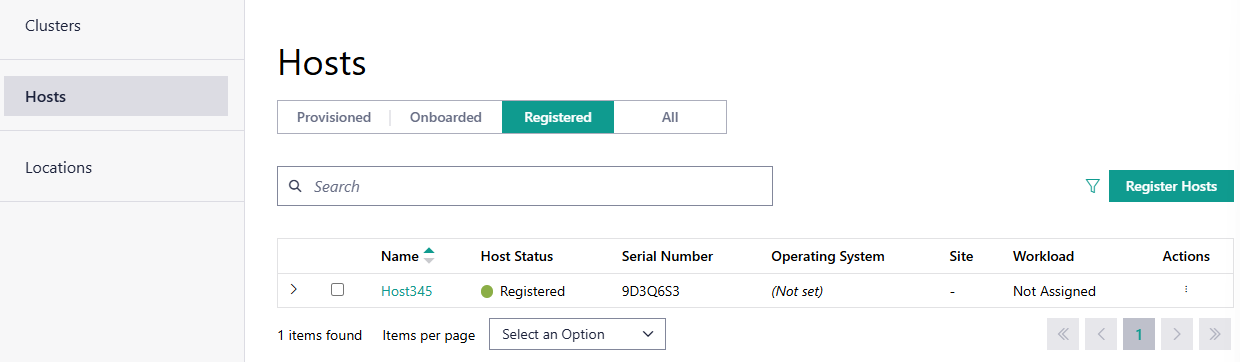 Clusters
Hosts
Locations
Hosts
Provisioned Onboarded Registered All
Search
Register Hosts
Name Host Status Serial Number Operating System Site Workload Actions
Host345 Registered 9D3Q6S3 (Not set) - Not Assigned
1 items found Items per page Select an Option 1